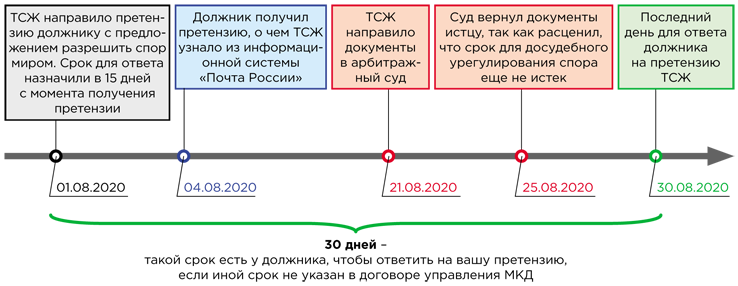 ТСЖ направило претен-
зию должнику с предло-
жением разрешить спор
миром. Срок для ответа
назначили в 15 дней
с момента получения
претензии
Должник получил
претензию, о чем ТСЖ
узнало из информаци-
онной системы
«Почта России»
ТСЖ
направило
документы
в арбитраж-
ный суд
Суд вернул документы
истцу, так как расценил,
что срок для досудебного
урегулирования спора
еще не истек
Последний
день для ответа
должника
на претензию
ТСЖ
01.08.2020
04.08.2020
21.08.2020
25.08.2020
30.08.2020
30 дней –
такой срок есть у должника, чтобы ответить на вашу претензию,
если иной срок не указан в договоре управления МКД